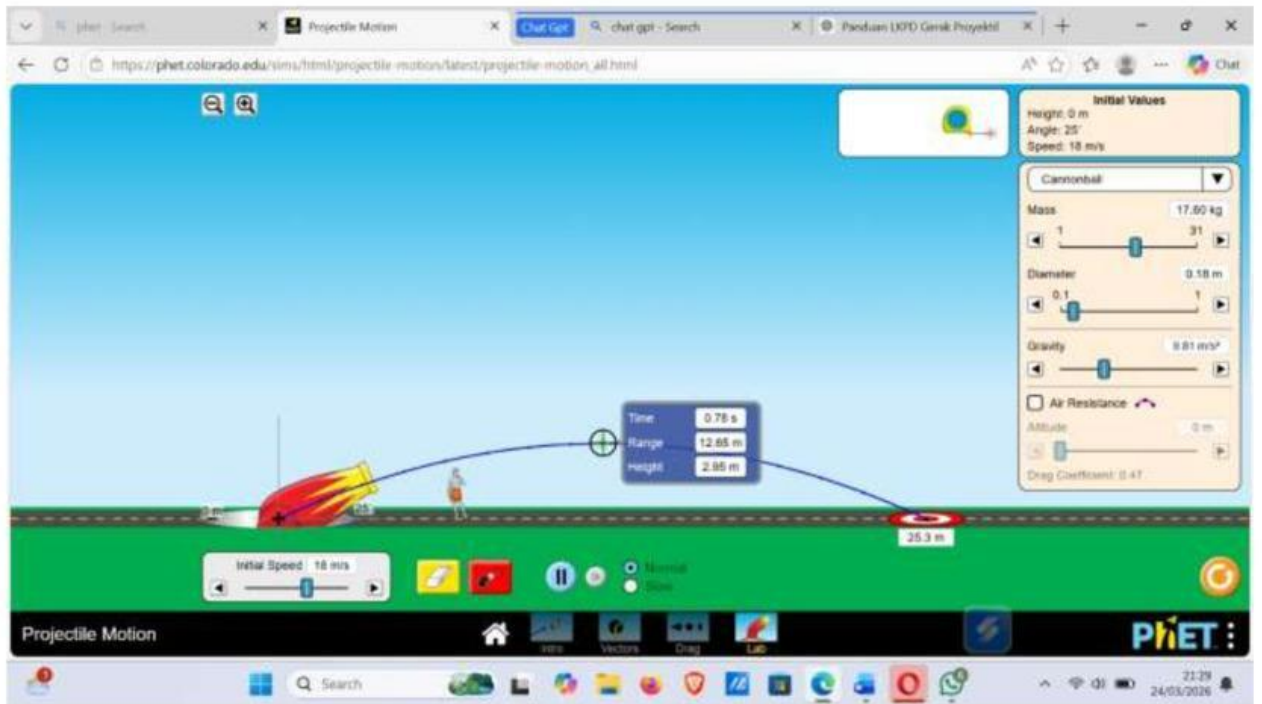 phet - Search
Projectile Motion
Chat Gpt
chat gpt - Search
Panduan LKPD Gerak Proyektil
https://phet.colorado.edu/sims/html/projectile-motion/latest/projectile-motion_all.html
Chat
Initial Values
Height: 0 m
Angle: 25°
Speed: 18 m/s
Cannonball
Mass
17.60 kg
1
31
Diameter
0.18 m
0.1
1
Gravity
9.81 m/s²
Air Resistance
Altitude
0 m
Drag Coefficient: 0.47
Time
0.78 s
Range
12.65 m
Height
2.95 m
0 m
25°
25.3 m
Initial Speed
18 m/s
Normal
Slow
Projectile Motion
Intro
Vectors
Drag
Lab
PhET
Search
21:29
24/03/2026